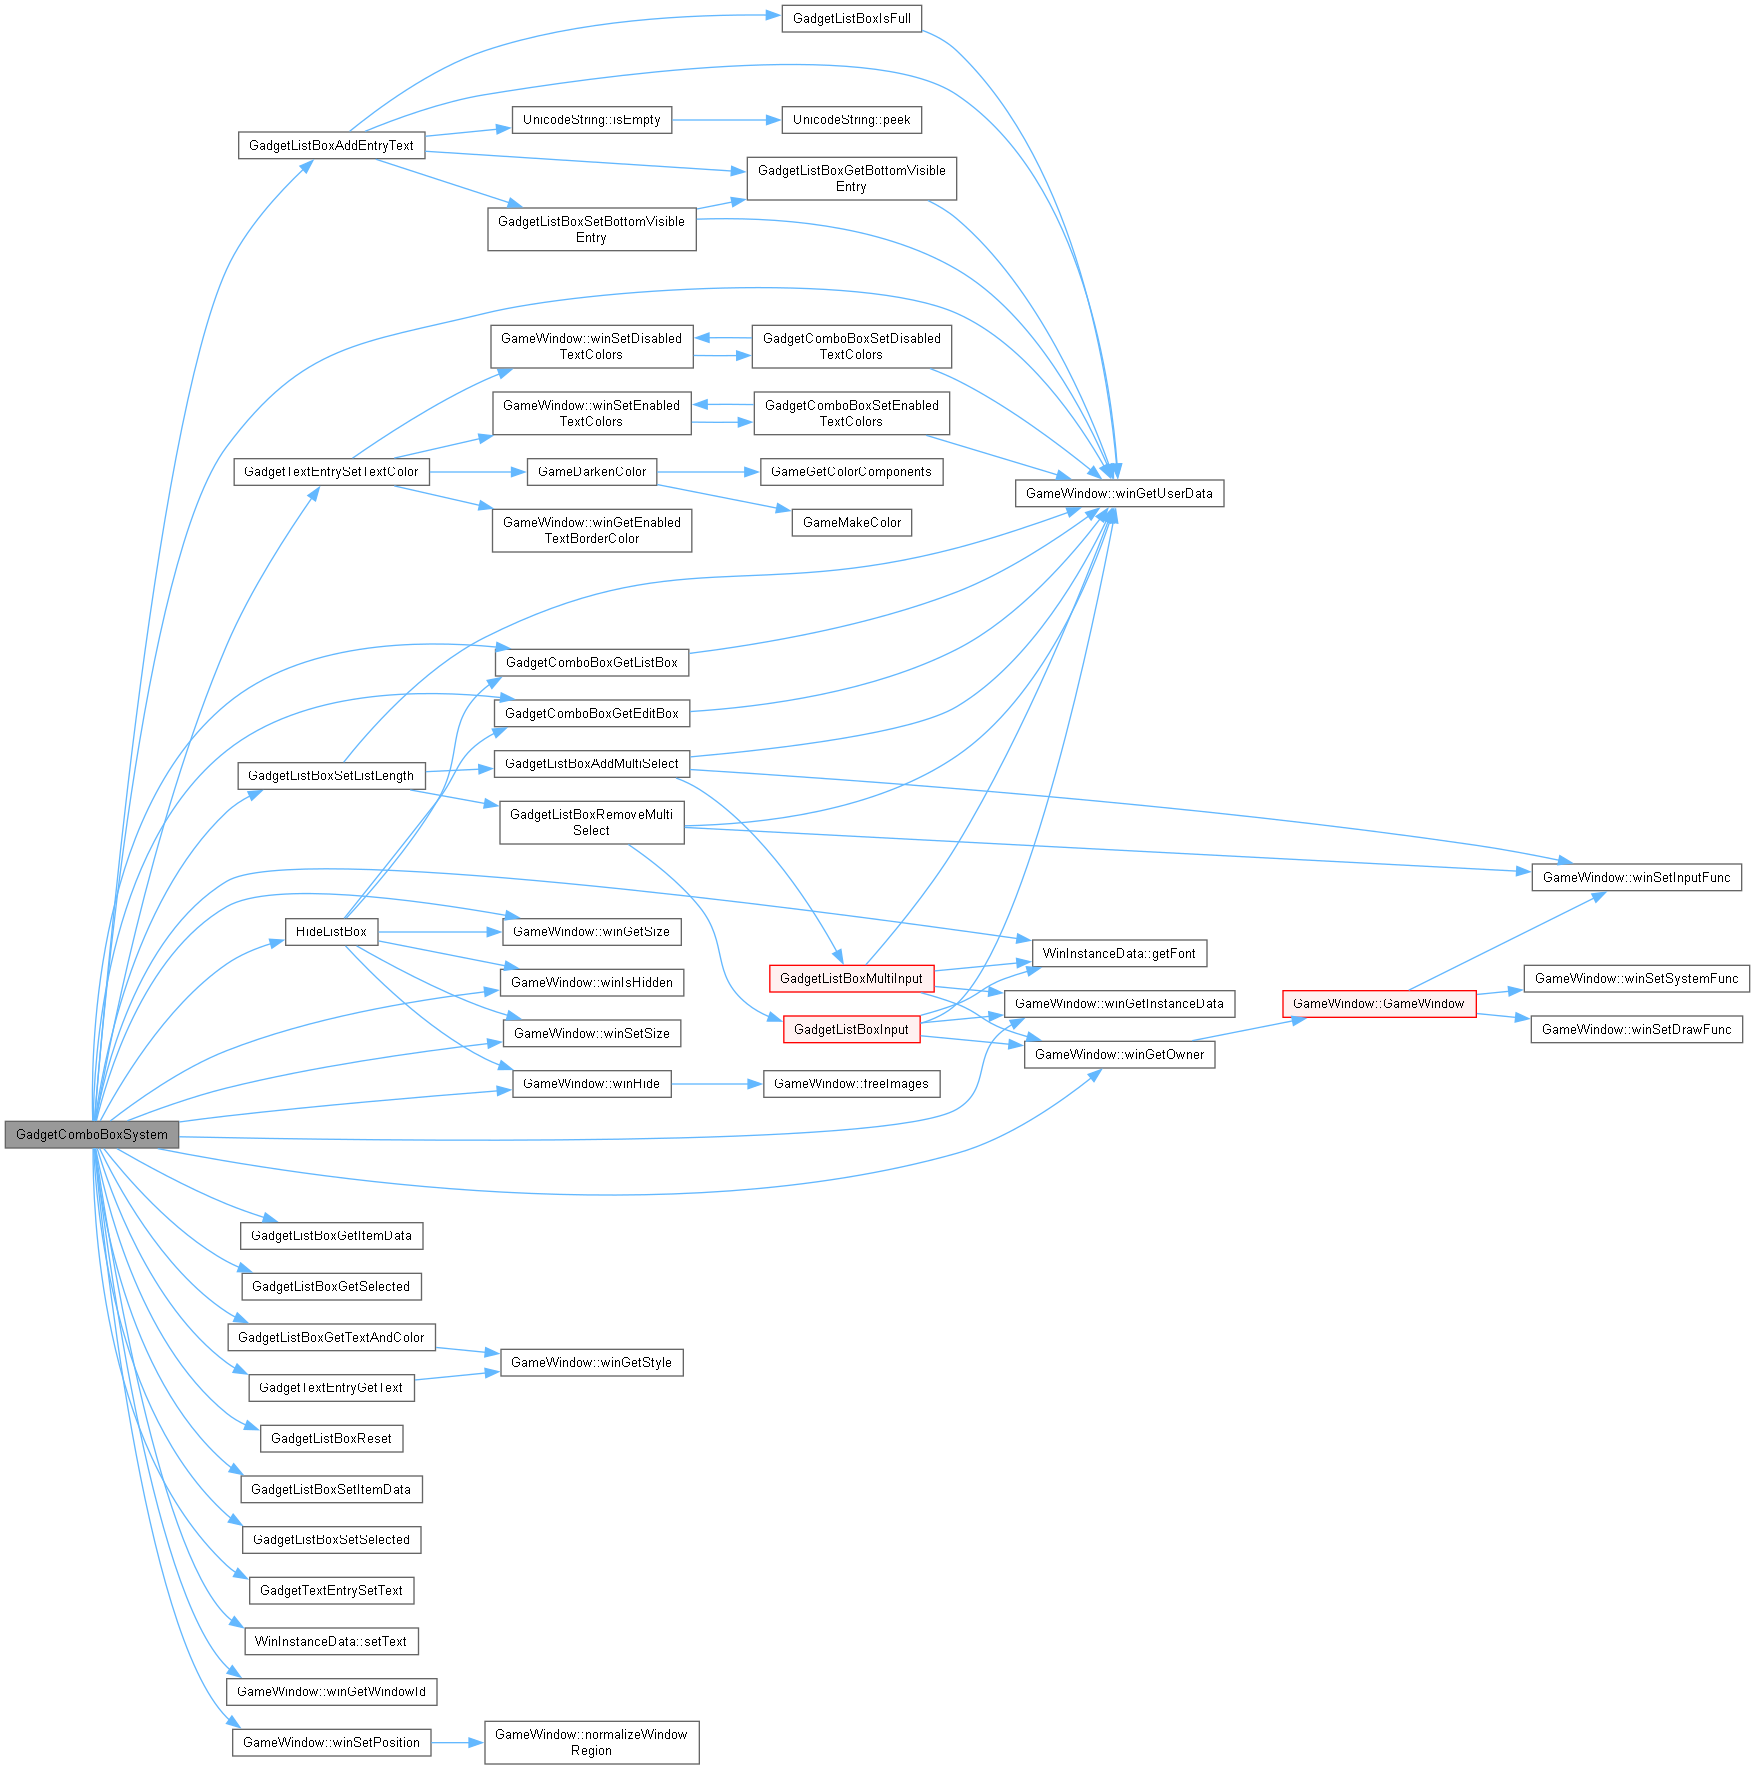 GadgetListBoxIsFull
UnicodeString::isEmpty
UnicodeString::peek
GadgetListBoxAddEntryText
GadgetListBoxGetBottomVisible
Entry
GadgetListBoxSetBottomVisible
Entry
GameWindow::winSetDisabled
TextColors
GadgetComboBoxSetDisabled
TextColors
GameWindow::winSetEnabled
TextColors
GadgetComboBoxSetEnabled
TextColors
GadgetTextEntrySetTextColor
GameDarkenColor
GameGetColorComponents
GameWindow::winGetUserData
GameWindow::winGetEnabled
TextBorderColor
GameMakeColor
GadgetComboBoxGetListBox
GadgetComboBoxGetEditBox
GadgetListBoxSetListLength
GadgetListBoxAddMultiSelect
GadgetListBoxRemoveMulti
Select
GameWindow::winSetInputFunc
HideListBox
GameWindow::winGetSize
WinInstanceData::getFont
GameWindow::winIsHidden
GadgetListBoxMultiInput
GameWindow::winSetSystemFunc
GameWindow::winGetInstanceData
GameWindow::GameWindow
GameWindow::winSetSize
GadgetListBoxInput
GameWindow::winSetDrawFunc
GameWindow::winGetOwner
GameWindow::winHide
GameWindow::freeImages
GadgetComboBoxSystem
GadgetListBoxGetItemData
GadgetListBoxGetSelected
GadgetListBoxGetTextAndColor
GameWindow::winGetStyle
GadgetTextEntryGetText
GadgetListBoxReset
GadgetListBoxSetItemData
GadgetListBoxSetSelected
GadgetTextEntrySetText
WinInstanceData::setText
GameWindow::winGetWindowId
GameWindow::winSetPosition
GameWindow::normalizeWindow
Region